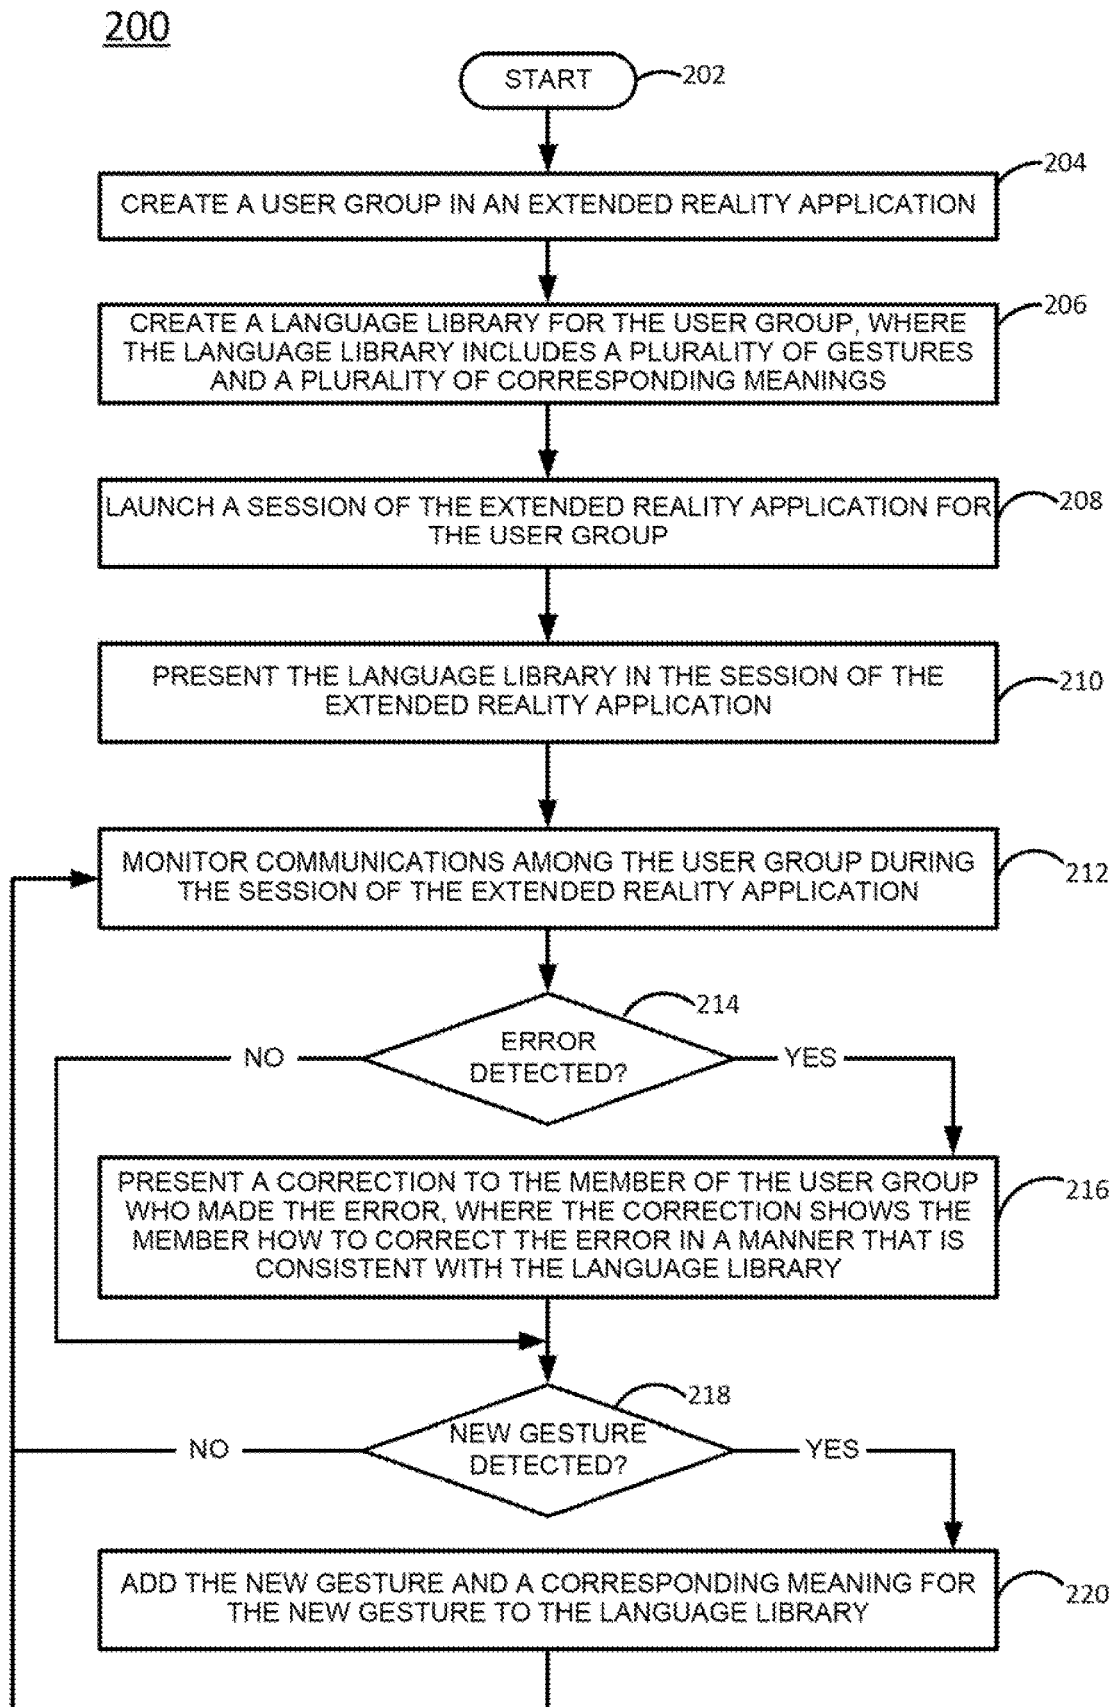 200
START
202
204
CREATE A USER GROUP IN AN EXTENDED REALITY APPLICATION
206
CREATE A LANGUAGE LIBRARY FOR THE USER GROUP, WHERE
THE LANGUAGE LIBRARY INCLUDES A PLURALITY OF GESTURES
AND A PLURALITY OF CORRESPONDING MEANINGS
LAUNCH A SESSION OF THE EXTENDED REALITY APPLICATION FOR
THE USER GROUP
208
PRESENT THE LANGUAGE LIBRARY IN THE SESSION OF THE
EXTENDED REALITY APPLICATION
210
MONITOR COMMUNICATIONS AMONG THE USER GROUP DURING
THE SESSION OF THE EXTENDED REALITY APPLICATION
212
214
ERROR
DETECTED?
NO
YES
PRESENT A CORRECTION TO THE MEMBER OF THE USER GROUP
WHO MADE THE ERROR, WHERE THE CORRECTION SHOWS THE
MEMBER HOW TO CORRECT THE ERROR IN A MANNER THAT IS
CONSISTENT WITH THE LANGUAGE LIBRARY
216
218
NEW GESTURE
DETECTED?
NO
YES
ADD THE NEW GESTURE AND A CORRESPONDING MEANING FOR
THE NEW GESTURE TO THE LANGUAGE LIBRARY
220